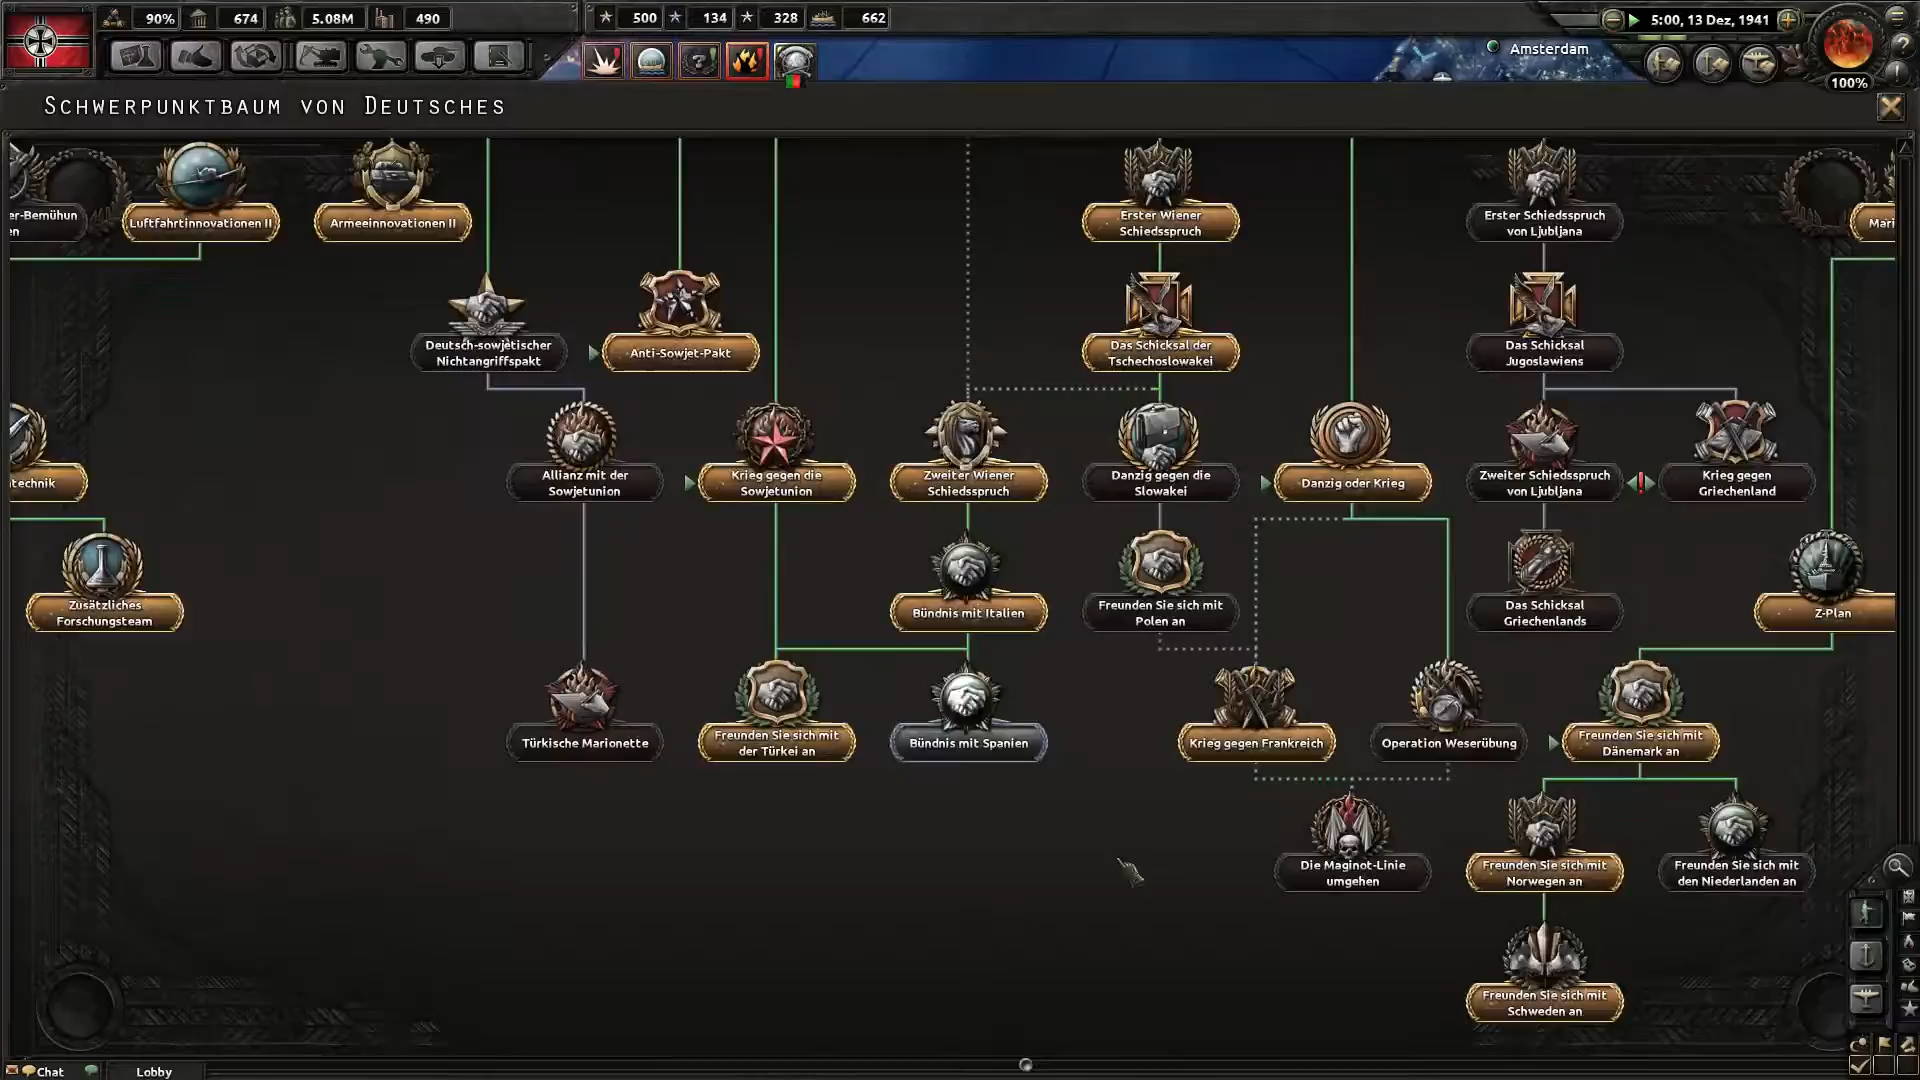 90%
674
5.08M
490
500
134
328
662
5:00, 13 Dez, 1941
Amsterdam
100%
Schwerpunktbaum von Deutsches
er-Bemühun
en
Luftfahrtinnovationen II
Armeeinnovationen II
Erster Wiener
Schiedsspruch
Erster Schiedsspruch
von Ljubljana
Mari
Deutsch-sowjetischer
Nichtangriffspakt
Anti-Sowjet-Pakt
Das Schicksal der
Tschechoslowakei
Das Schicksal
Jugoslawiens
technik
Allianz mit der
Sowjetunion
Krieg gegen die
Sowjetunion
Zweiter Wiener
Schiedsspruch
Danzig gegen die
Slowakei
Danzig oder Krieg
Zweiter Schiedsspruch
von Ljubljana
Krieg gegen
Griechenland
Zusätzliches
Forschungsteam
Bündnis mit Italien
Freunden Sie sich mit
Polen an
Das Schicksal
Griechenlands
Z-Plan
Türkische Marionette
Freunden Sie sich mit
der Türkei an
Bündnis mit Spanien
Krieg gegen Frankreich
Operation Weserübung
Freunden Sie sich mit
Dänemark an
Die Maginot-Linie
umgehen
Freunden Sie sich mit
Norwegen an
Freunden Sie sich mit
den Niederlanden an
Freunden Sie sich mit
Schweden an
Chat
Lobby